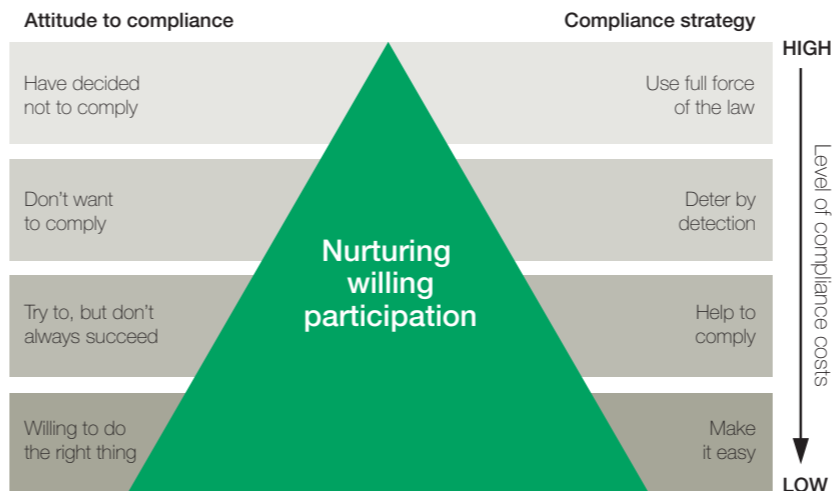 Attitude to compliance
Compliance strategy
HIGH
Have decided
not to comply
Use full force
of the law
Don’t want
to comply
Deter by
detection
Nurturing
willing
participation
Try to, but don’t
always succeed
Help to
comply
Willing to do
the right thing
Make
it easy
Level of compliance costs
LOW